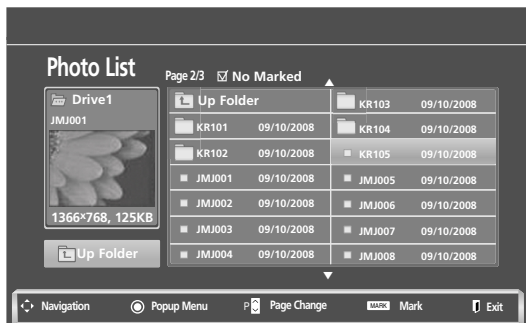 Photo List
Page 2/3 No Marked
Drive1
JMJ001
1366×768, 125KB
Up Folder
Up Folder
KR101 09/10/2008
KR102 09/10/2008
JMJ001 09/10/2008
JMJ002 09/10/2008
JMJ003 09/10/2008
JMJ004 09/10/2008
KR103 09/10/2008
KR104 09/10/2008
KR105 09/10/2008
JMJ005 09/10/2008
JMJ006 09/10/2008
JMJ007 09/10/2008
JMJ008 09/10/2008
Navigation Popup Menu P Page Change MARK Mark Exit